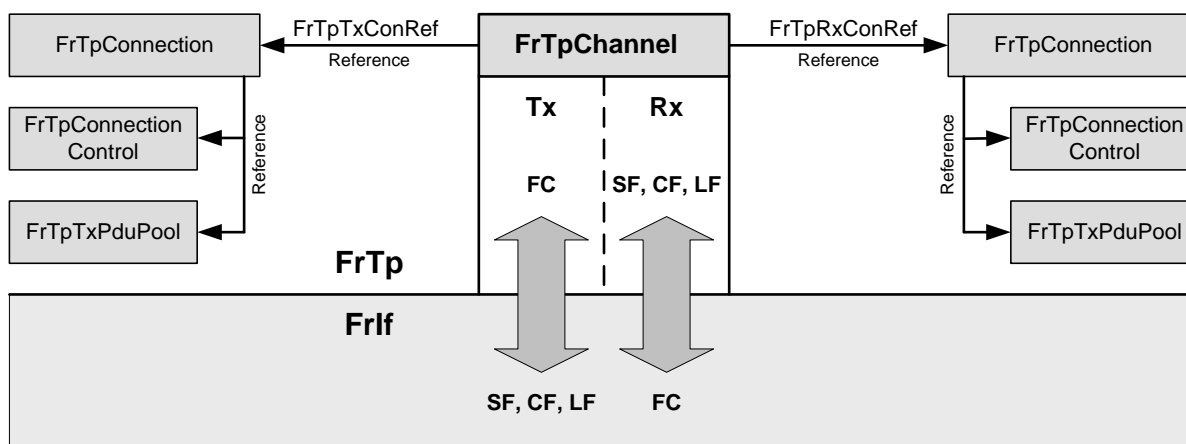 FrTpConnection
FrTpTxConRef
Reference
FrTpChannel
FrTpRxConRef
Reference
FrTpConnection
FrTpConnection
Control
Reference
FrTpTxPduPool
Tx
Rx
FC
SF, CF, LF
Reference
FrTpConnection
Control
FrTpTxPduPool
FrTp
FrIf
SF, CF, LF
FC